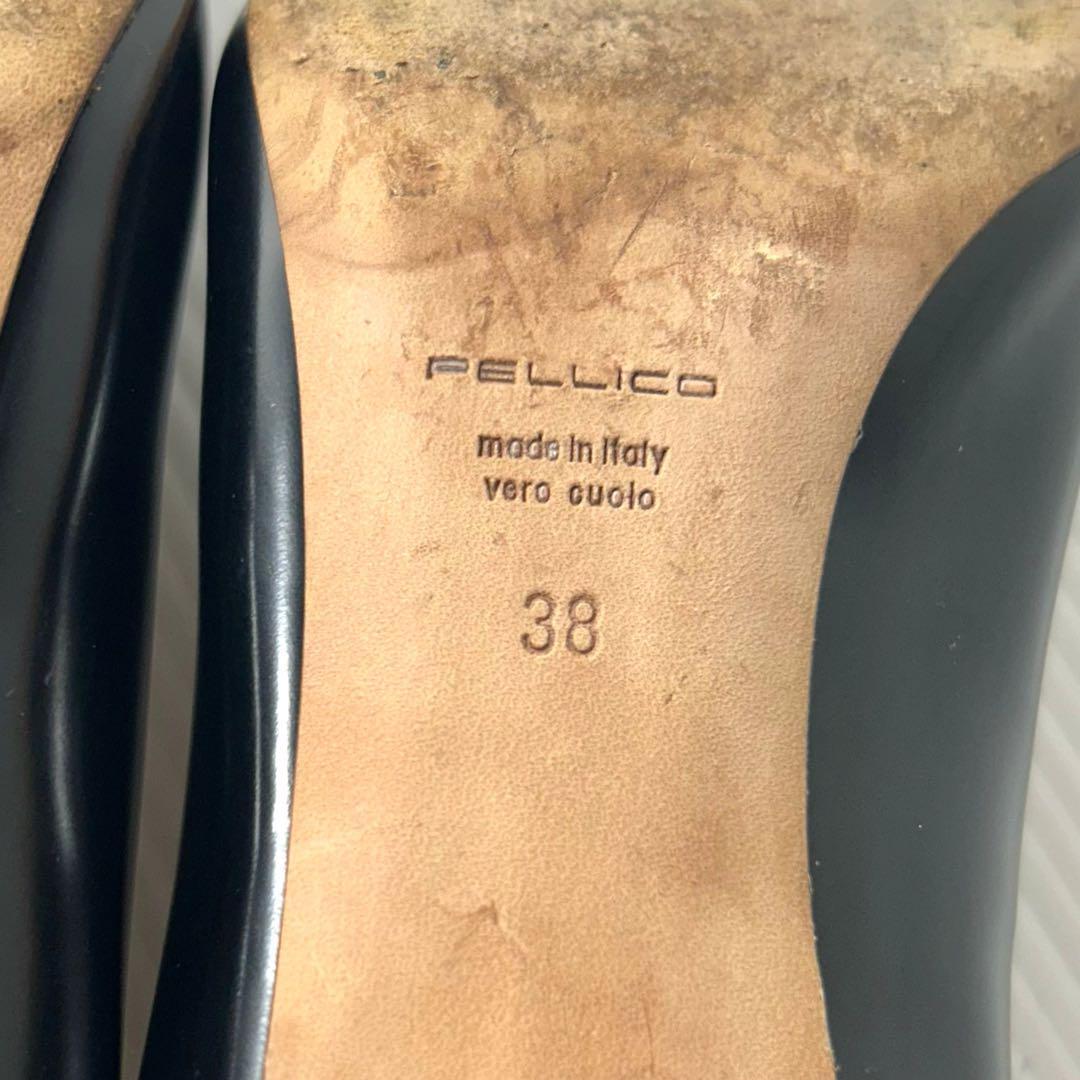 PELLICO
made in Italy
vero cuoio
38